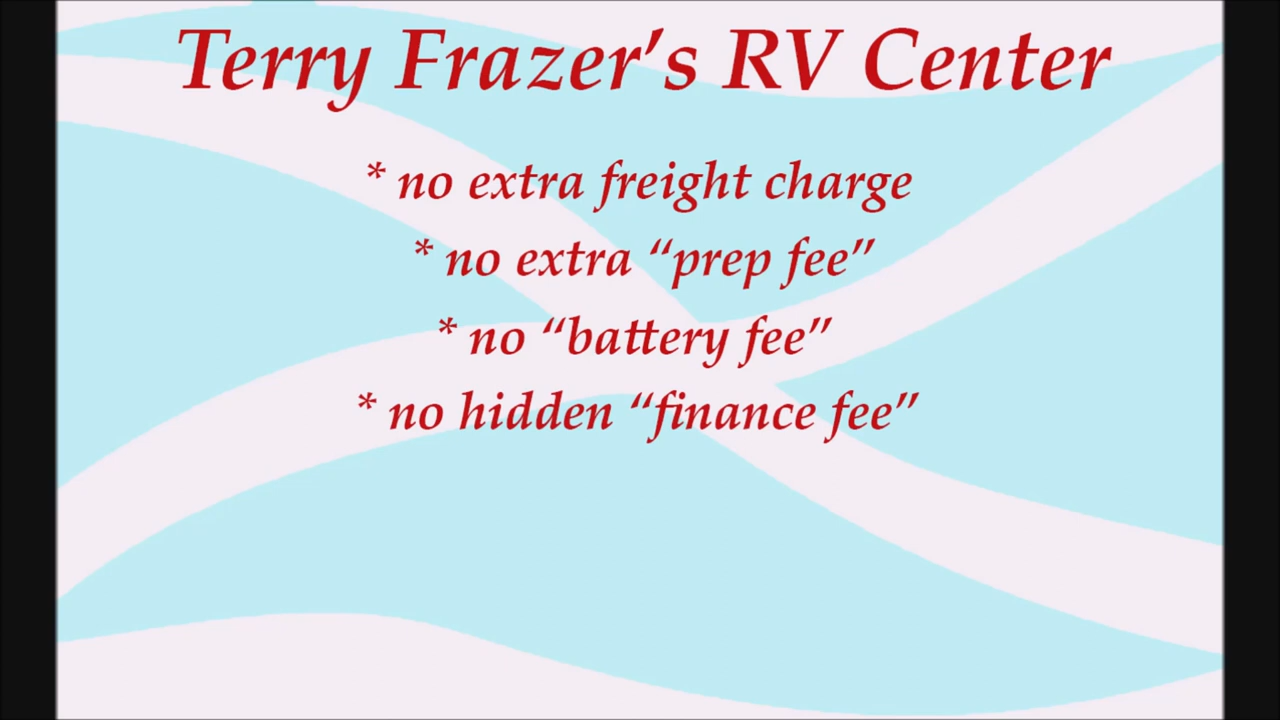 Terry Frazer’s RV Center
* no extra freight charge
* no extra “prep fee”
* no “battery fee”
* no hidden “finance fee”